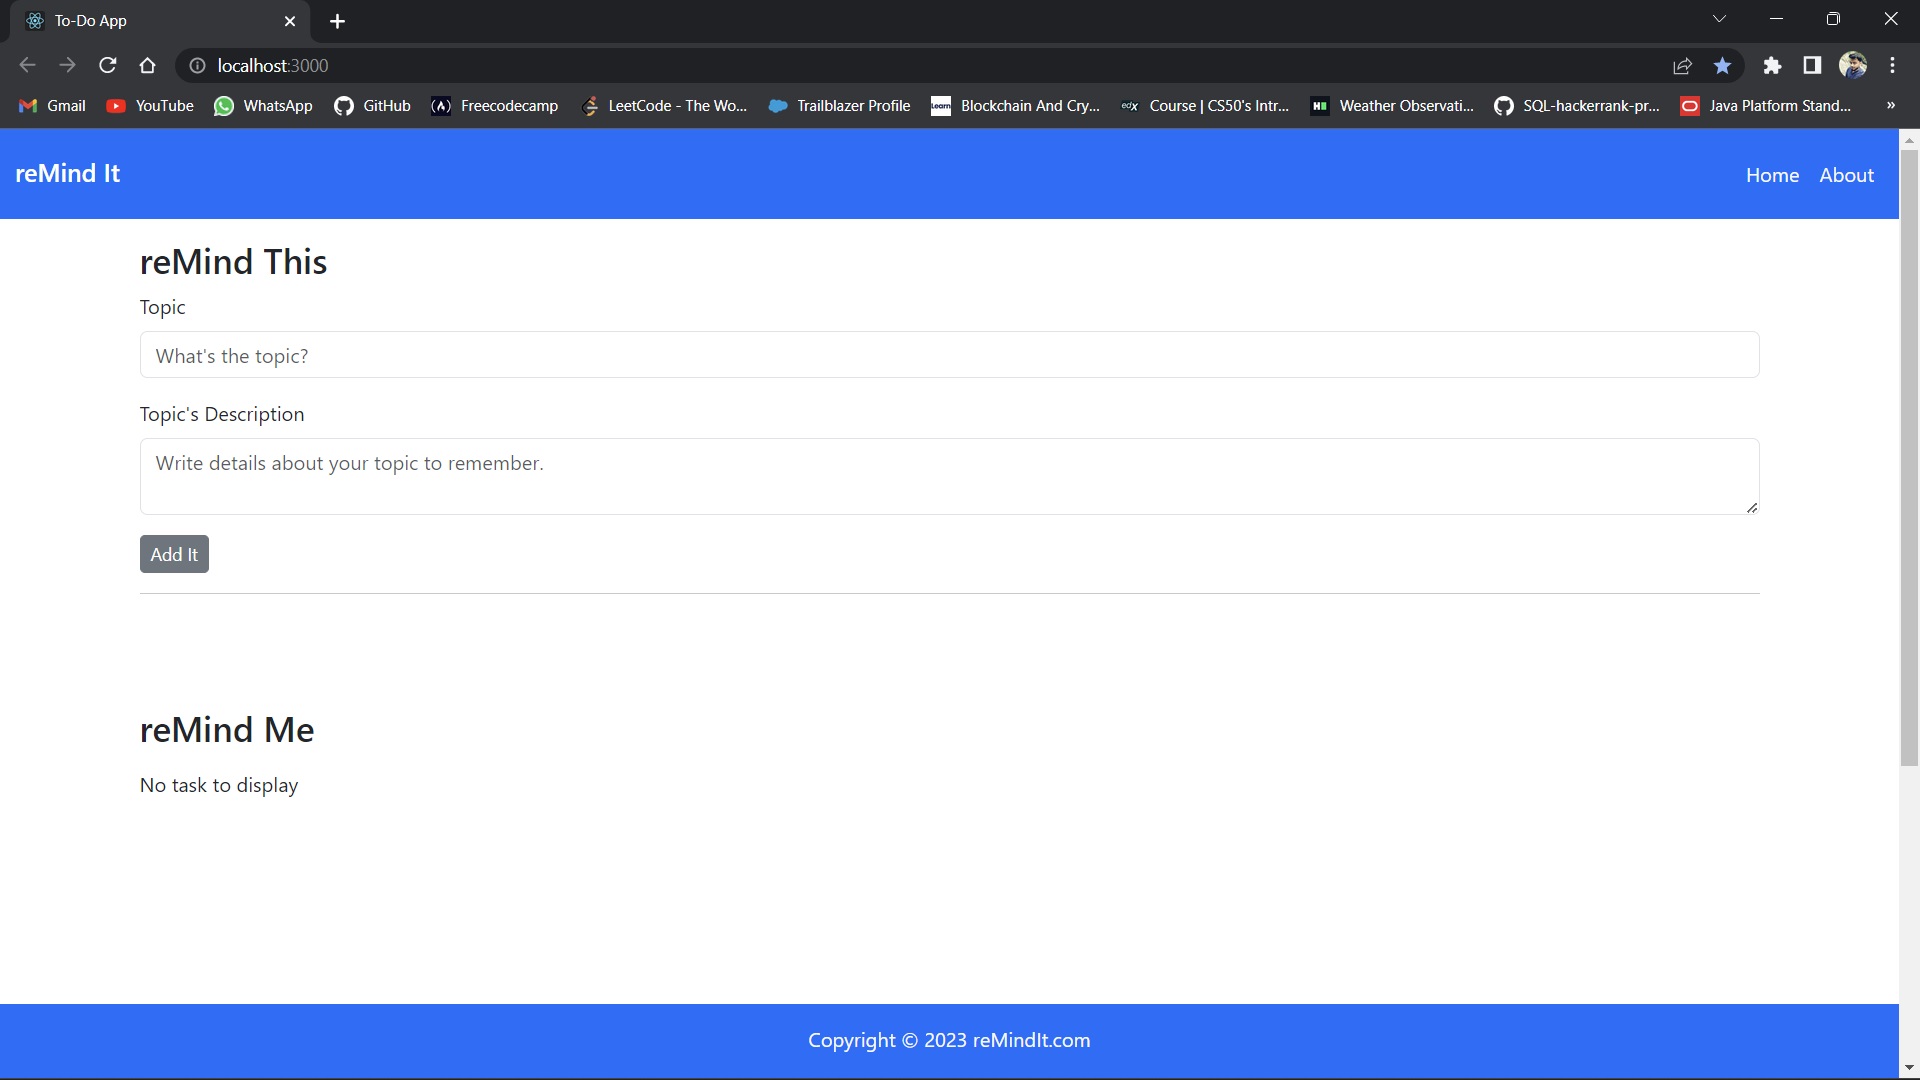 To-Do App
localhost:3000
Gmail YouTube WhatsApp GitHub Freecodecamp LeetCode - The Wo... Trailblazer Profile Blockchain And Cry... Course | CS50's Intr... Weather Observati... SQL-hackerrank-pr... Java Platform Stand... »
reMind It Home About
reMind This
Topic
What's the topic?
Topic's Description
Write details about your topic to remember.
Add It
reMind Me
No task to display
Copyright © 2023 reMindIt.com